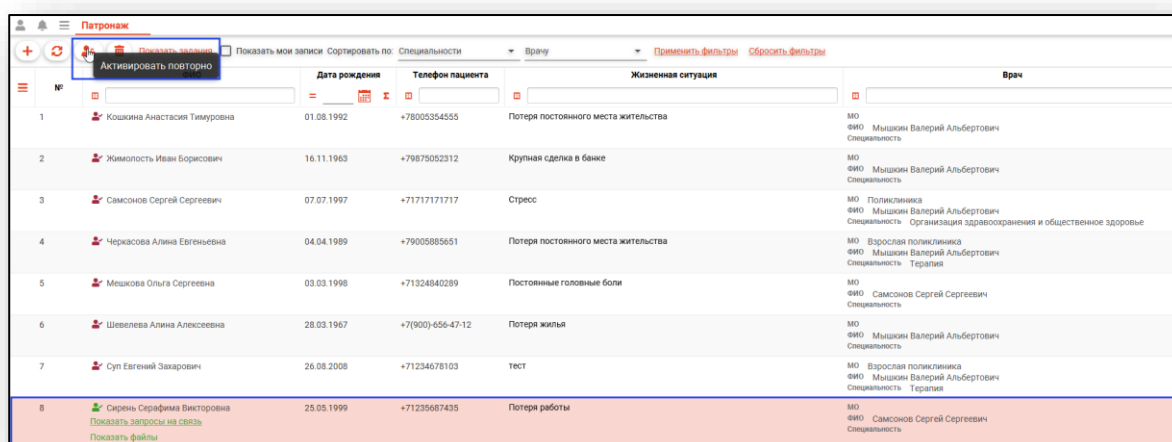 Патронаж
Показать задания Показать мои записи Сортировать по: Специальности Врачу Применить фильтры Сбросить фильтры
Активировать повторно
№ Дата рождения Телефон пациента Жизненная ситуация Врач
=
Σ
1 Кошкина Анастасия Тимуровна 01.08.1992 +78005354555 Потеря постоянного места жительства МО
ФИО Мышкин Валерий Альбертович
Специальность
2 Жимолость Иван Борисович 16.11.1963 +79875052312 Крупная сделка в банке МО
ФИО Мышкин Валерий Альбертович
Специальность
3 Самсонов Сергей Сергеевич 07.07.1997 +71717171717 Стресс МО Поликлиника
ФИО Мышкин Валерий Альбертович
Специальность Организация здравоохранения и общественное здоровье
4 Черкасова Алина Евгеньевна 04.04.1989 +79005885651 Потеря постоянного места жительства МО Взрослая поликлиника
ФИО Мышкин Валерий Альбертович
Специальность Терапия
5 Мешкова Ольга Сергеевна 03.03.1998 +71324840289 Постоянные головные боли МО
ФИО Самсонов Сергей Сергеевич
Специальность
6 Шевелева Алина Алексеевна 28.03.1967 +7(900)-656-47-12 Потеря жилья МО
ФИО Мышкин Валерий Альбертович
Специальность
7 Суп Евгений Захарович 26.08.2008 +71234678103 тест МО Взрослая поликлиника
ФИО Мышкин Валерий Альбертович
Специальность Терапия
8 Сирень Серафима Викторовна 25.05.1999 +71235687435 Потеря работы МО
Показать запросы на связь ФИО Самсонов Сергей Сергеевич
Специальность
Показать файлы